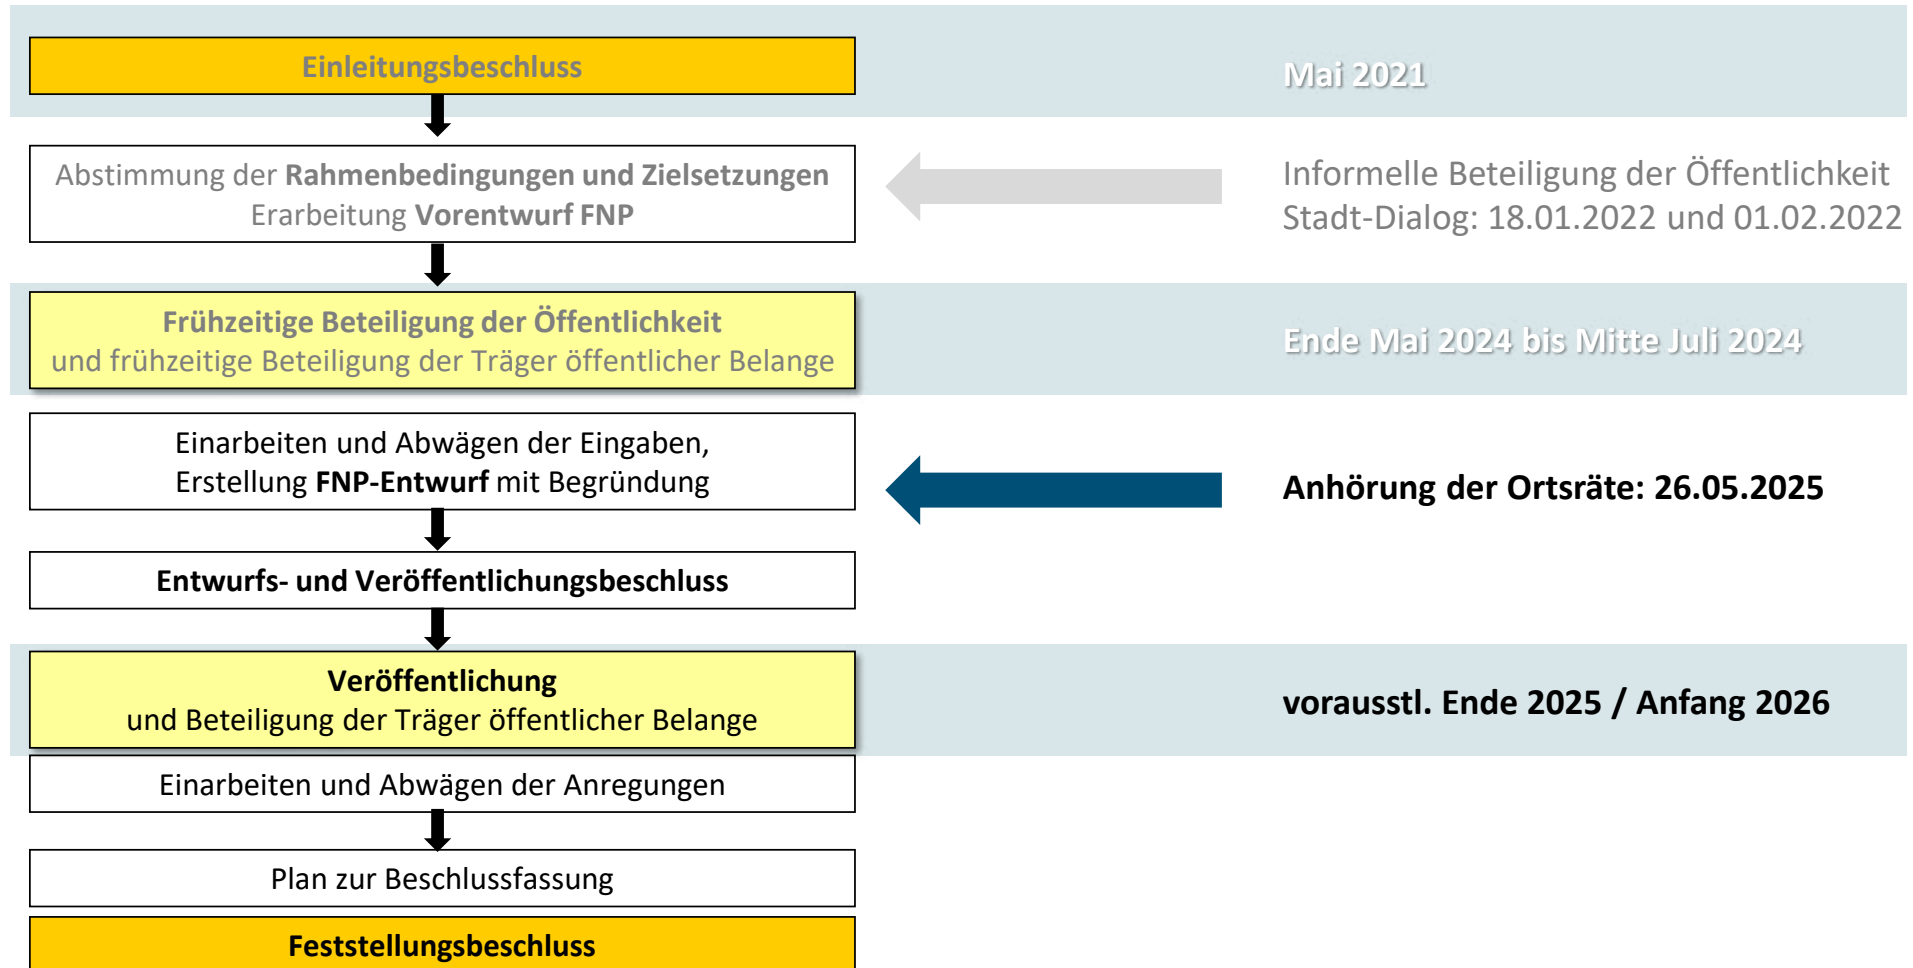 Einleitungsbeschluss
Mai 2021
Abstimmung der Rahmenbedingungen und Zielsetzungen
Erarbeitung Vorentwurf FNP
Informelle Beteiligung der Öffentlichkeit
Stadt-Dialog: 18.01.2022 und 01.02.2022
Frühzeitige Beteiligung der Öffentlichkeit
und frühzeitige Beteiligung der Träger öffentlicher Belange
Ende Mai 2024 bis Mitte Juli 2024
Einarbeiten und Abwägen der Eingaben,
Erstellung FNP-Entwurf mit Begründung
Anhörung der Ortsräte: 26.05.2025
Entwurfs- und Veröffentlichungsbeschluss
Veröffentlichung
und Beteiligung der Träger öffentlicher Belange
vorausstl. Ende 2025 / Anfang 2026
Einarbeiten und Abwägen der Anregungen
Plan zur Beschlussfassung
Feststellungsbeschluss